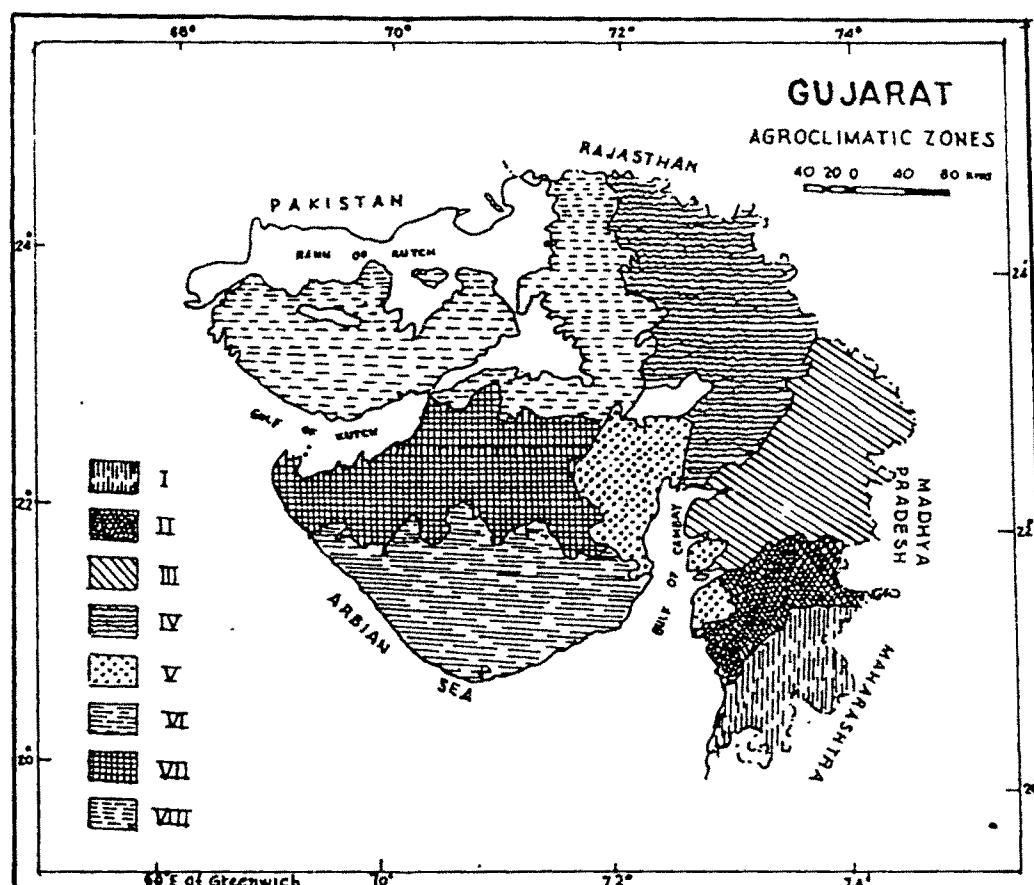 68° 70° 72° 74°
GUJARAT
AGROCLIMATIC ZONES
40 20 0 40 80 kms
RAJASTHAN
PAKISTAN
RANN OF KUTCH
24° 24
GULF OF KUTCH
I
II
III
IV
V
VI
VII
VIII
22° 22
MADHYA PRADESH
GULF OF CAMBAY
ARBIAN SEA
MAHARASHTRA
20
68°E of Greenwich 70° 72° 74°